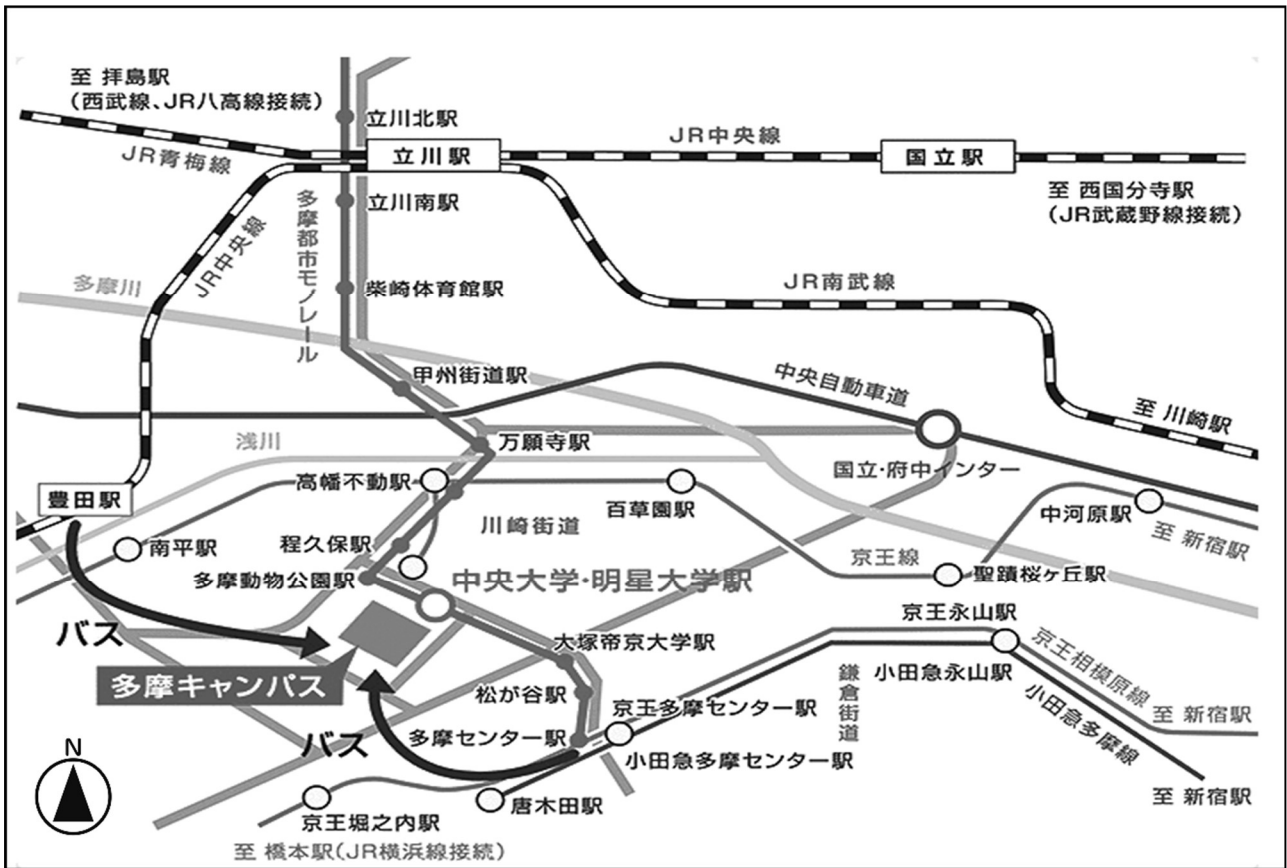 至 拝島駅
(西武線、JR八高線接続)
立川北駅
JR青梅線
立川駅
JR中央線
国立駅
至 西国分寺駅
(JR武蔵野線接続)
多摩都市モノレール
立川南駅
JR中央線
多摩川
柴崎体育館駅
JR南武線
甲州街道駅
中央自動車道
至 川崎駅
浅川
万願寺駅
国立・府中インター
高幡不動駅
豊田駅
百草園駅
中河原駅
川崎街道
至 新宿駅
南平駅
程久保駅
京王線
多摩動物公園駅
中央大学・明星大学駅
聖蹟桜ヶ丘駅
京王永山駅
バス
大塚帝京大学駅
京王相模原線
小田急永山駅
多摩キャンパス
鎌倉街道
松が谷駅
京王多摩センター駅
小田急多摩線
至 新宿駅
バス
多摩センター駅
小田急多摩センター駅
N
至 新宿駅
唐木田駅
京王堀之内駅
至 橋本駅(JR横浜線接続)